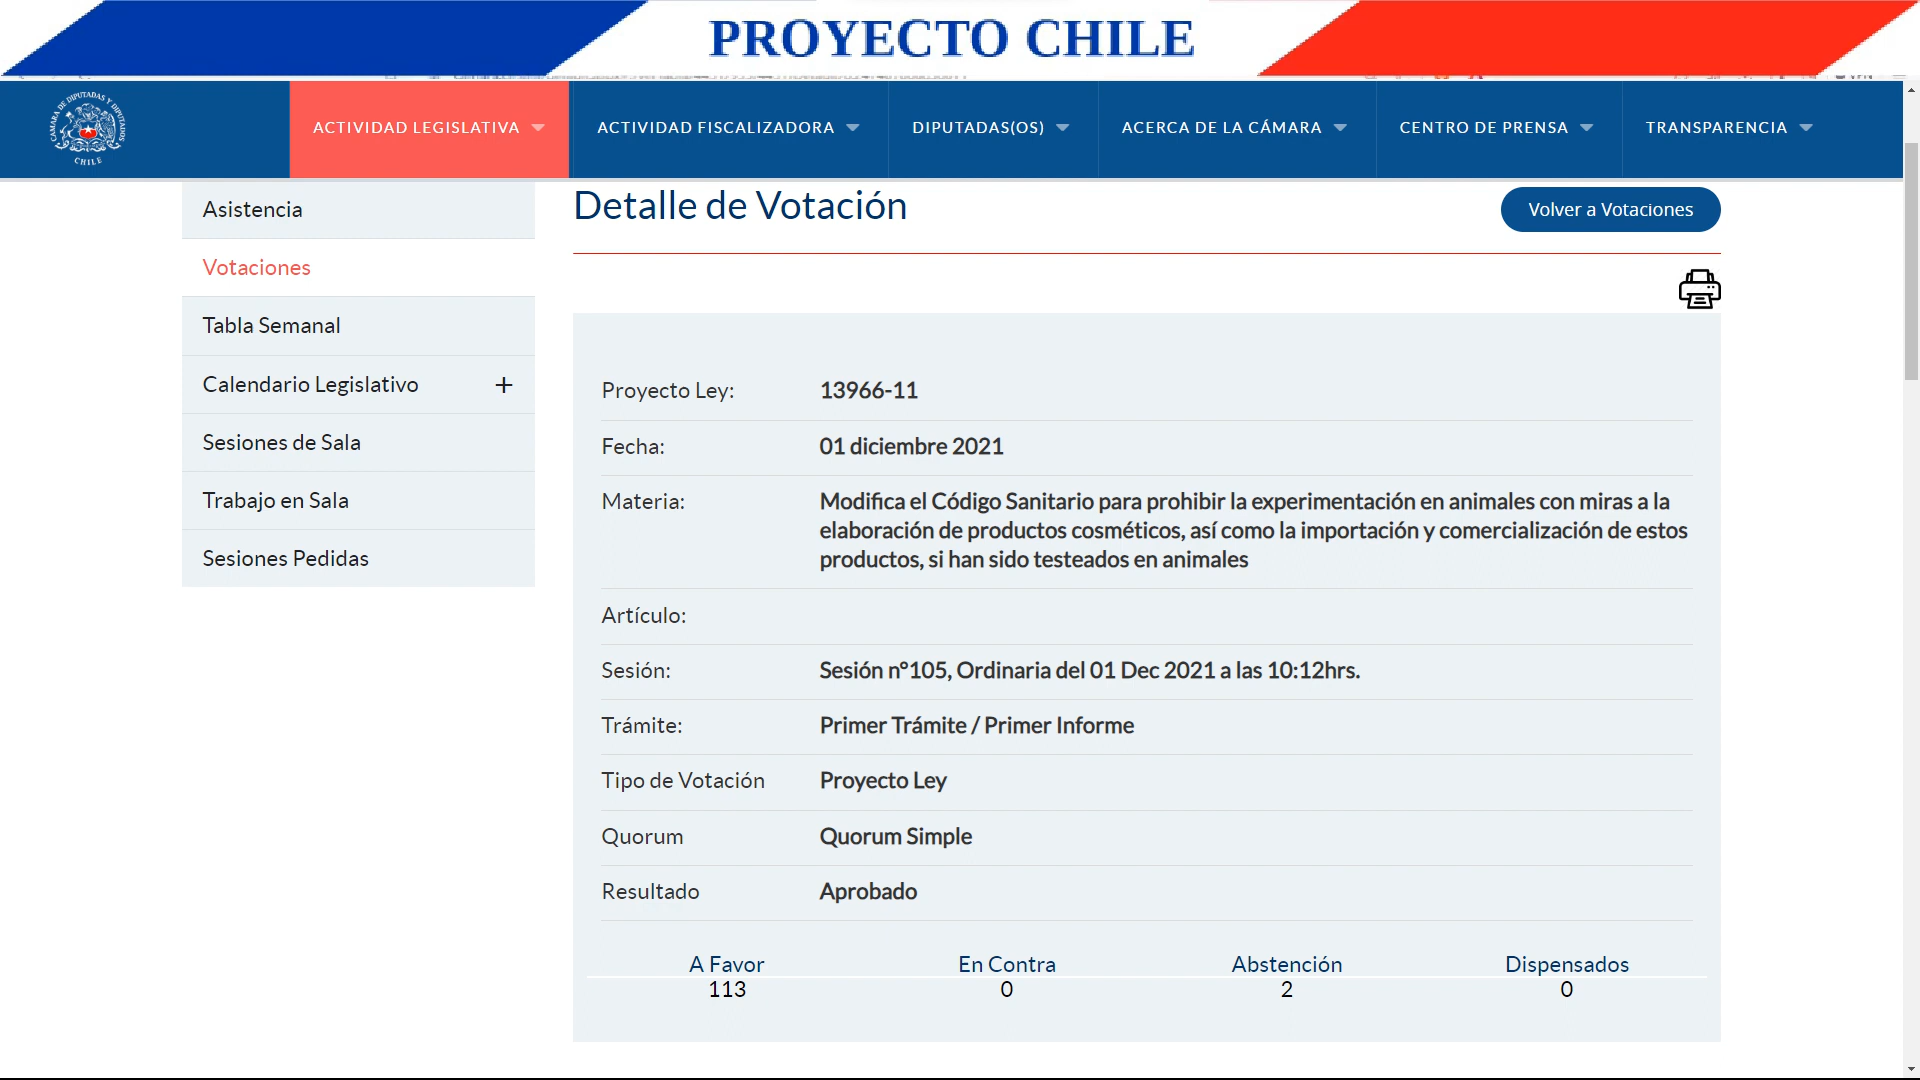 PROYECTO CHILE
CÁMARA DE DIPUTADAS Y DIPUTADOS
CHILE
ACTIVIDAD LEGISLATIVA
ACTIVIDAD FISCALIZADORA
DIPUTADAS(OS)
ACERCA DE LA CÁMARA
CENTRO DE PRENSA
TRANSPARENCIA
Asistencia
Votaciones
Tabla Semanal
Calendario Legislativo +
Sesiones de Sala
Trabajo en Sala
Sesiones Pedidas
Detalle de Votación
Volver a Votaciones
Proyecto Ley: 13966-11
Fecha: 01 diciembre 2021
Materia: Modifica el Código Sanitario para prohibir la experimentación en animales con miras a la
elaboración de productos cosméticos, así como la importación y comercialización de estos
productos, si han sido testeados en animales
Artículo:
Sesión: Sesión nº105, Ordinaria del 01 Dec 2021 a las 10:12hrs.
Trámite: Primer Trámite / Primer Informe
Tipo de Votación Proyecto Ley
Quorum Quorum Simple
Resultado Aprobado
A Favor En Contra Abstención Dispensados
113 0 2 0